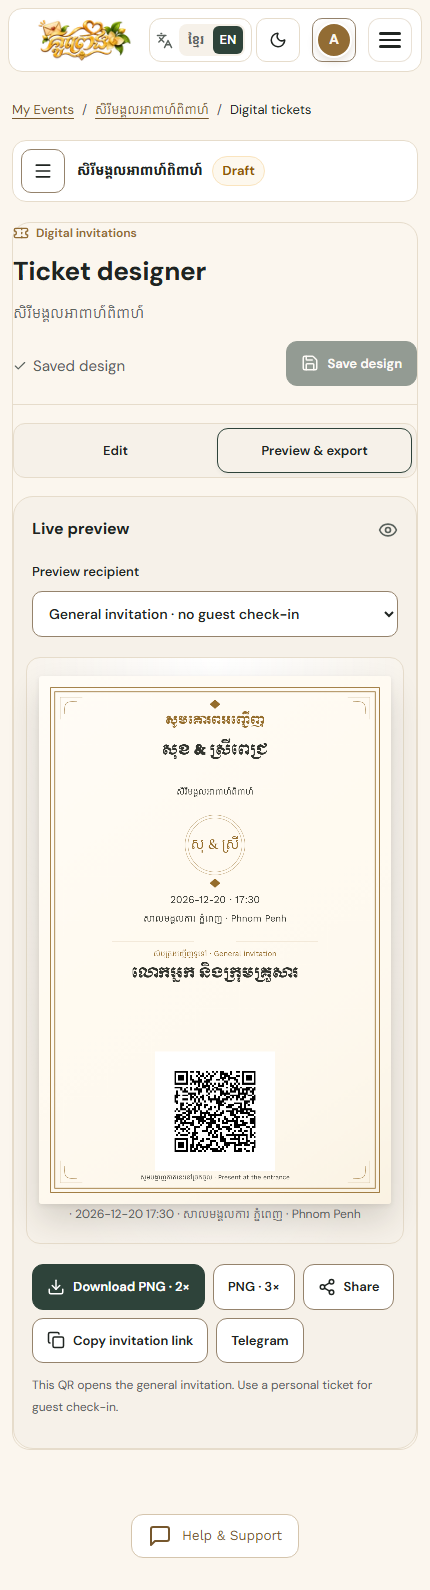 គូព្រេង
ខ្មែរ EN A
My Events / សិរីមង្គលអាពាហ៍ពិពាហ៍ / Digital tickets
សិរីមង្គលអាពាហ៍ពិពាហ៍ Draft
Digital invitations
Ticket designer
សិរីមង្គលអាពាហ៍ពិពាហ៍
Saved design
Save design
Edit
Preview & export
Live preview
Preview recipient
General invitation · no guest check-in
សូមគោរពអញ្ជើញ
សុខ & ស្រីពេជ្រ
សិរីមង្គលអាពាហ៍ពិពាហ៍
សុ & ស្រី
2026-12-20 · 17:30
សាលមង្គលការ ភ្នំពេញ · Phnom Penh
General invitation
លោកអ្នក និងក្រុមគ្រួសារ
Present at the entrance
· 2026-12-20 17:30 · សាលមង្គលការ ភ្នំពេញ · Phnom Penh
Download PNG · 2×
PNG · 3×
Share
Copy invitation link
Telegram
This QR opens the general invitation. Use a personal ticket for
guest check-in.
Help & Support